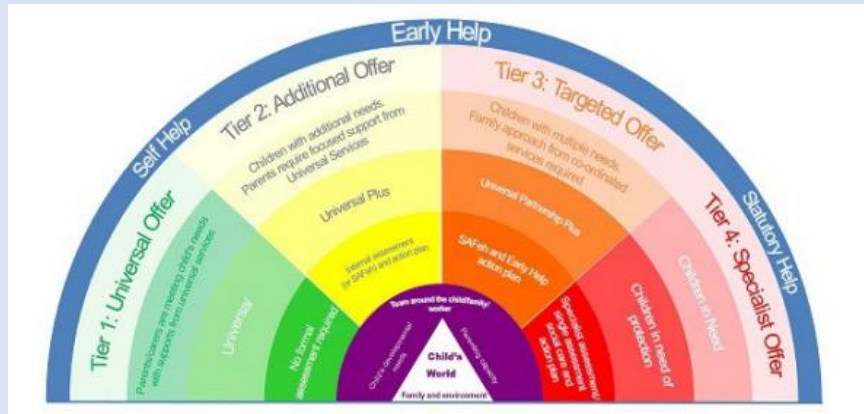 Self Help
Early Help
Statutory Help
Tier 1: Universal Offer
Parents/carers are meeting child's needs
with supports from universal services
Universal
No formal
assessment required
Tier 2: Additional Offer
Children with additional needs.
Parents require focused support from
Universal Services
Universal Plus
Internal assessment
(or SAFeh) and action plan
Tier 3: Targeted Offer
Children with multiple needs.
Family approach from co-ordinated
services required
Universal Partnership Plus
SAFeh and Early Help
action plan
Tier 4: Specialist Offer
Children in Need
Children in need of
protection
Specialist assessment/
single assessment
social care and
action plan
Team around the child/family/
worker
Child's developmental
needs
Parenting capacity
Child's
World
Family and environment